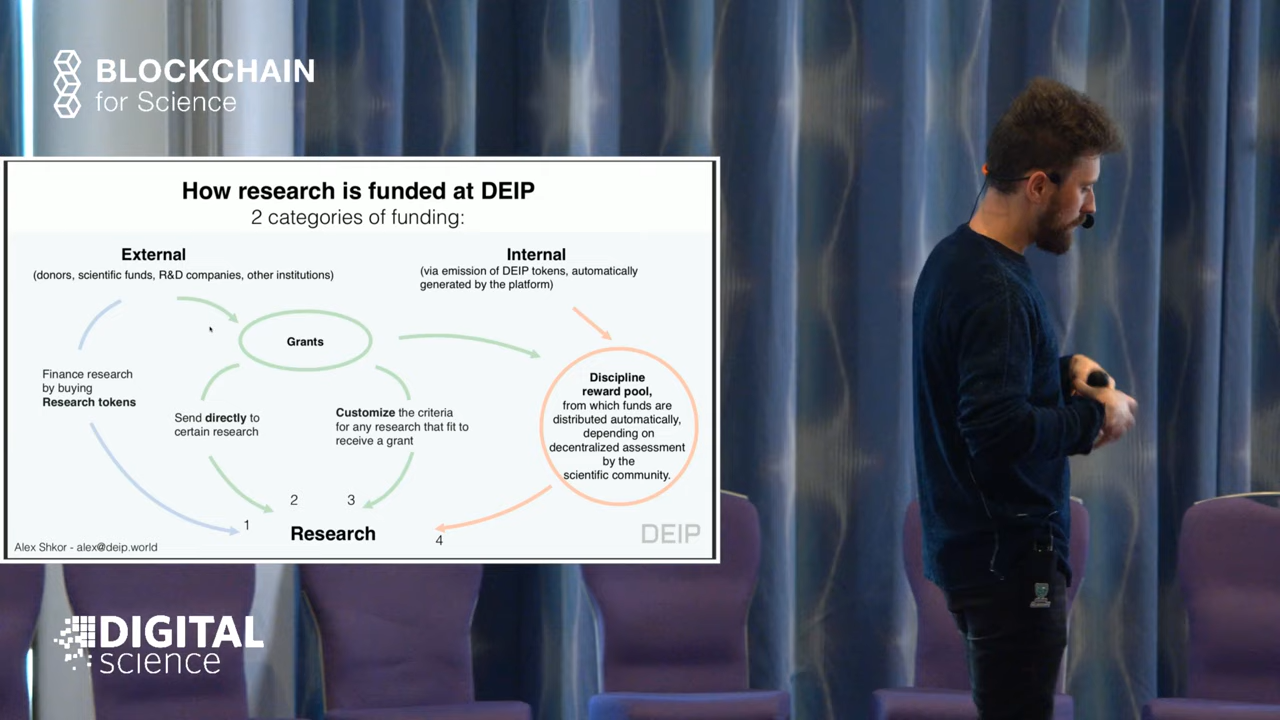 BLOCKCHAIN
for Science
How research is funded at DEIP
2 categories of funding:
External
(donors, scientific funds, R&D companies, other institutions)
Internal
(via emission of DEIP tokens, automatically
generated by the platform)
Grants
Finance research
by buying
Research tokens
Send directly to
certain research
Customize the criteria
for any research that fit to
receive a grant
Discipline
reward pool,
from which funds are
distributed automatically,
depending on
decentralized assessment
by the
scientific community.
1
2
3
4
Research
DEIP
Alex Shkor - alex@deip.world
DIGITAL
science